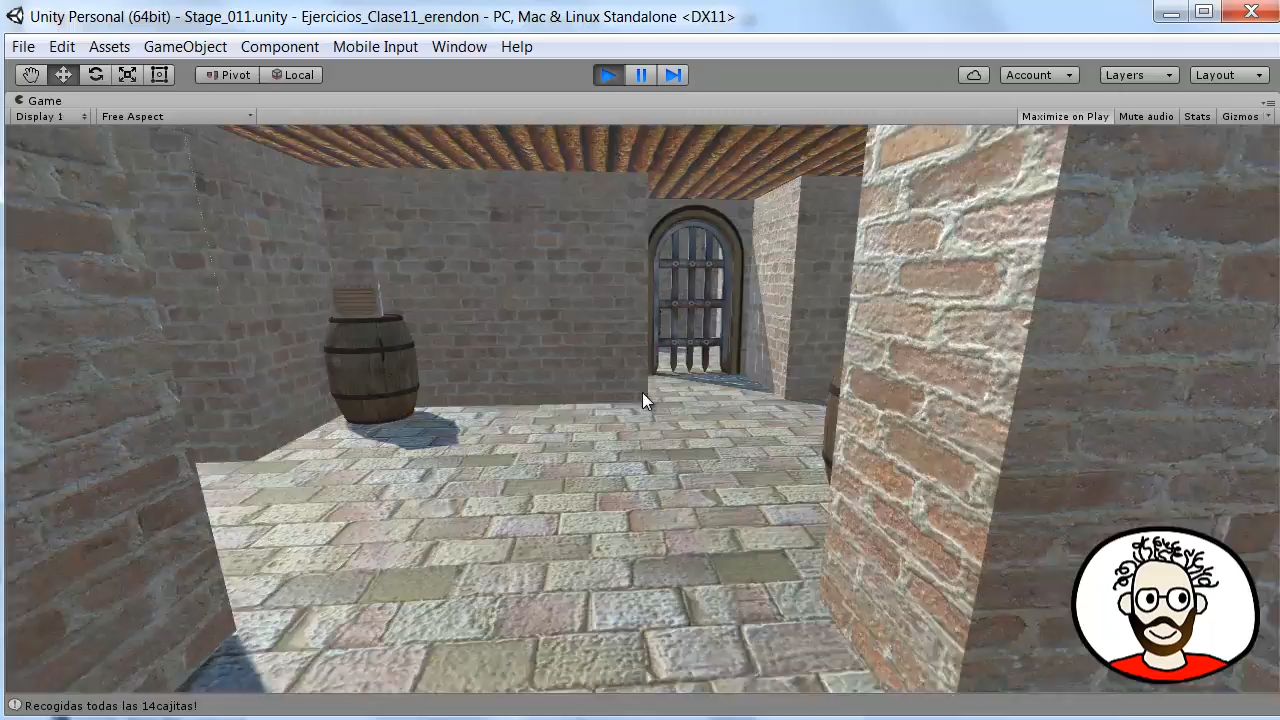 Unity Personal (64bit) - Stage_011.unity - Ejercicios_Clase11_erendon - PC, Mac & Linux Standalone <DX11>
File Edit Assets GameObject Component Mobile Input Window Help
Pivot Local Account Layers Layout
Game
Display 1 Free Aspect Maximize on Play Mute audio Stats Gizmos
Recogidas todas las 14cajitas!